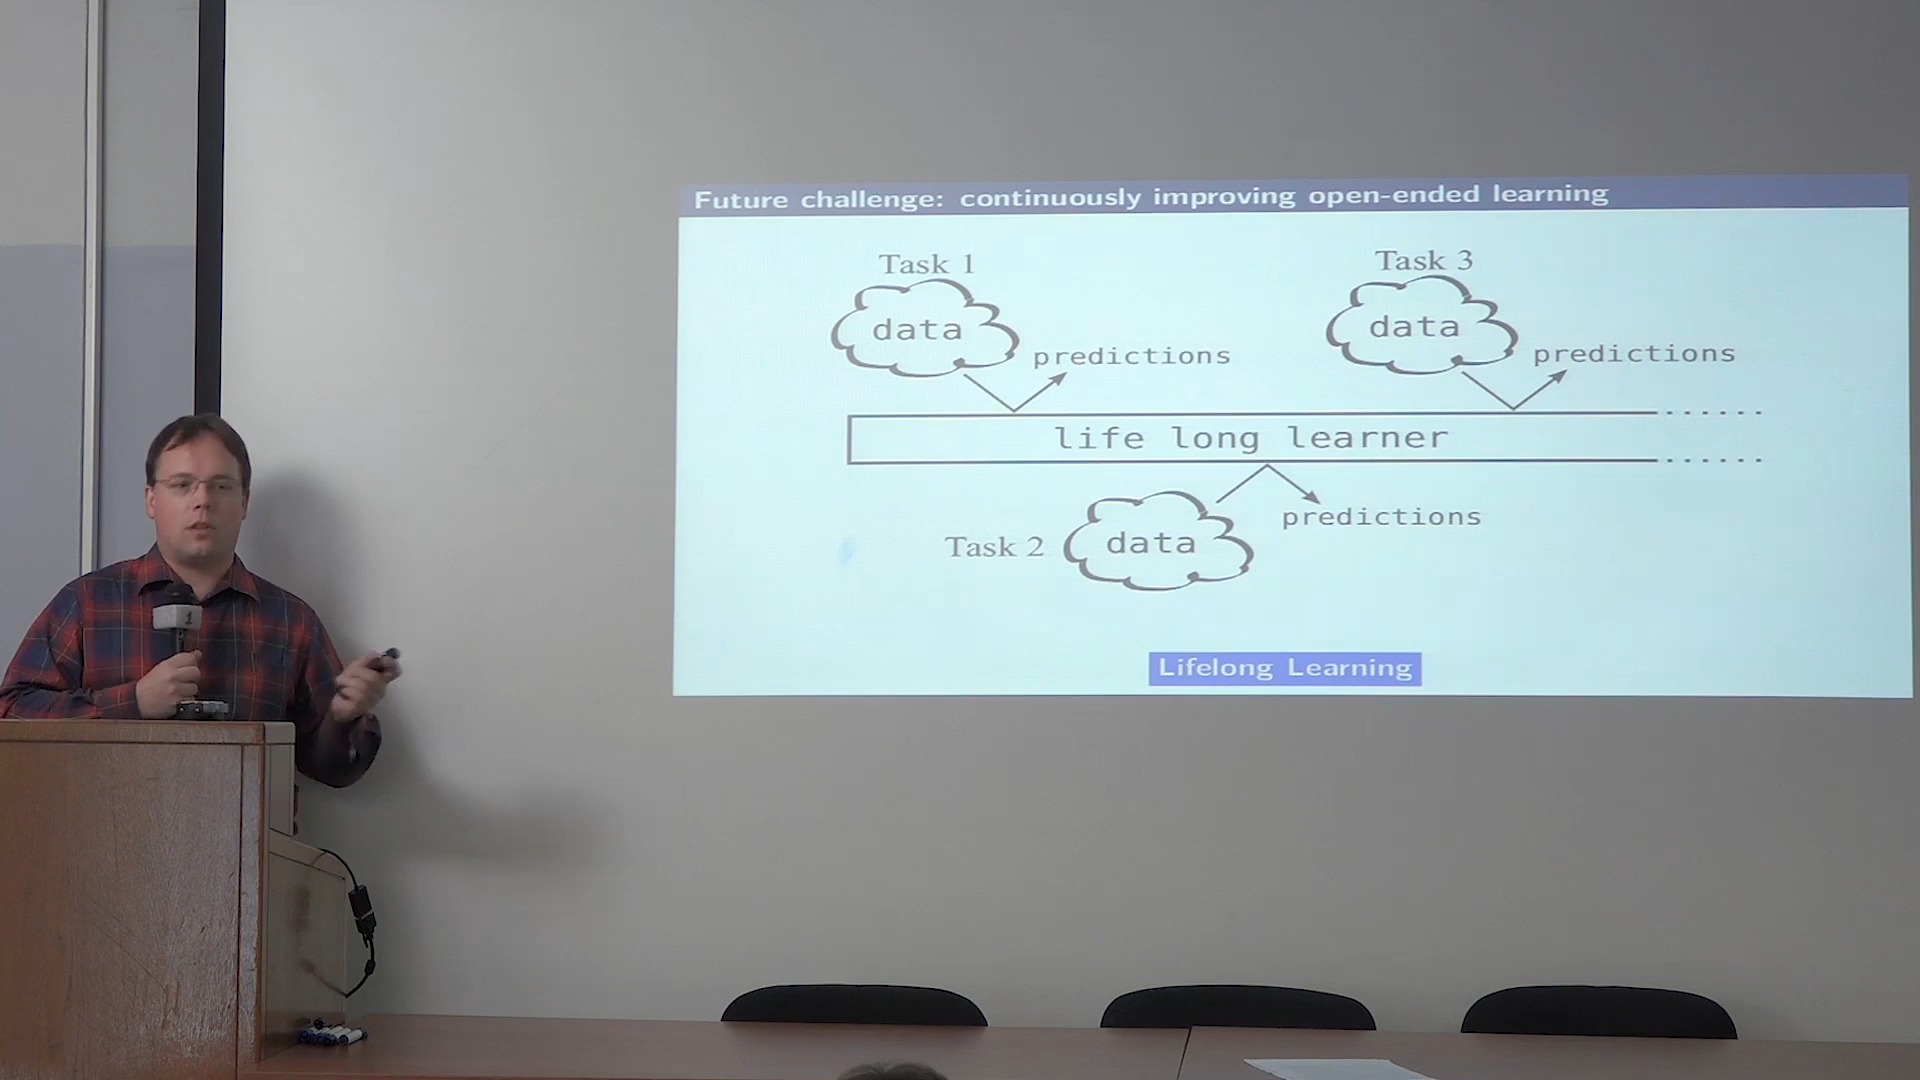 Future challenge: continuously improving open-ended learning
Task 1
Task 3
data
data
predictions
predictions
life long learner
predictions
Task 2
data
Lifelong Learning
1